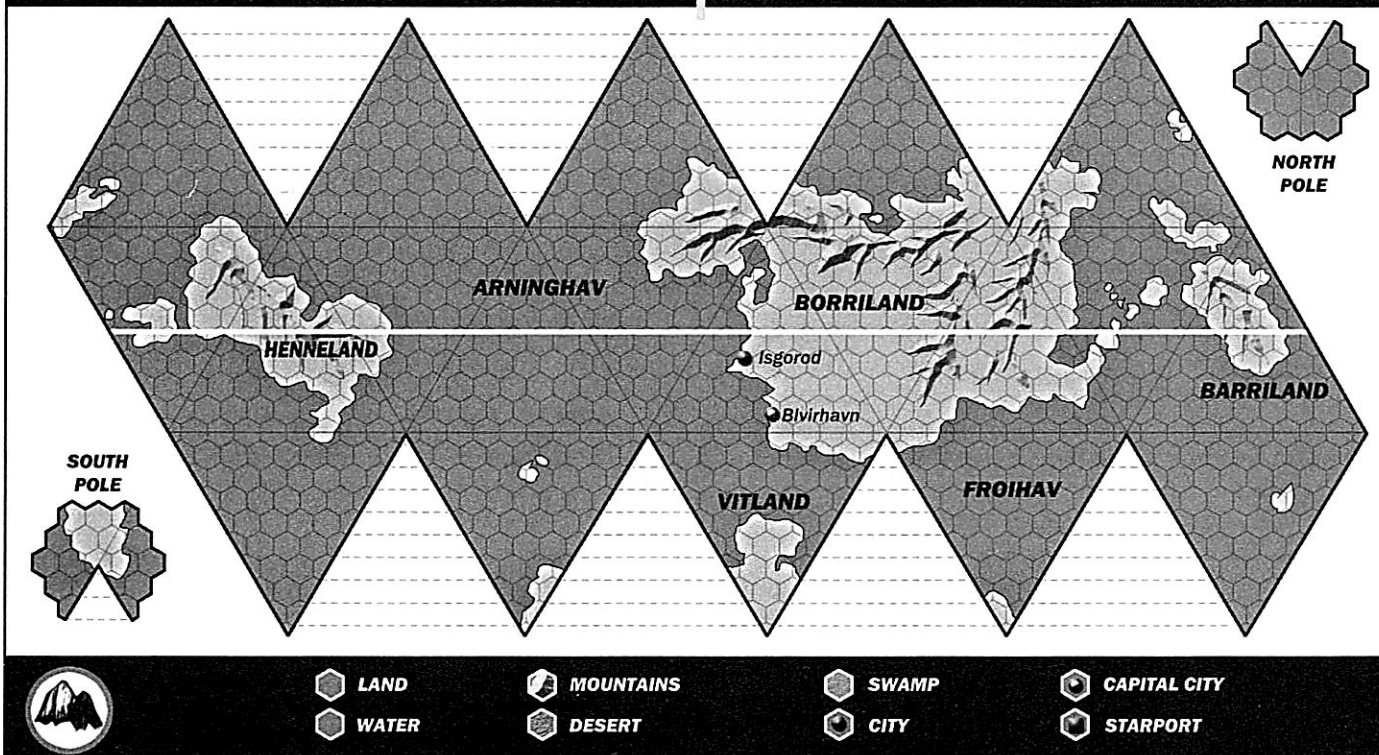 NORTH
POLE
ARNINGHAV
BORRILAND
HENNELAND
Isgorod
BARRILAND
Blvirhavn
SOUTH
POLE
VITLAND
FROIHAV
LAND
MOUNTAINS
SWAMP
CAPITAL CITY
WATER
DESERT
CITY
STARPORT